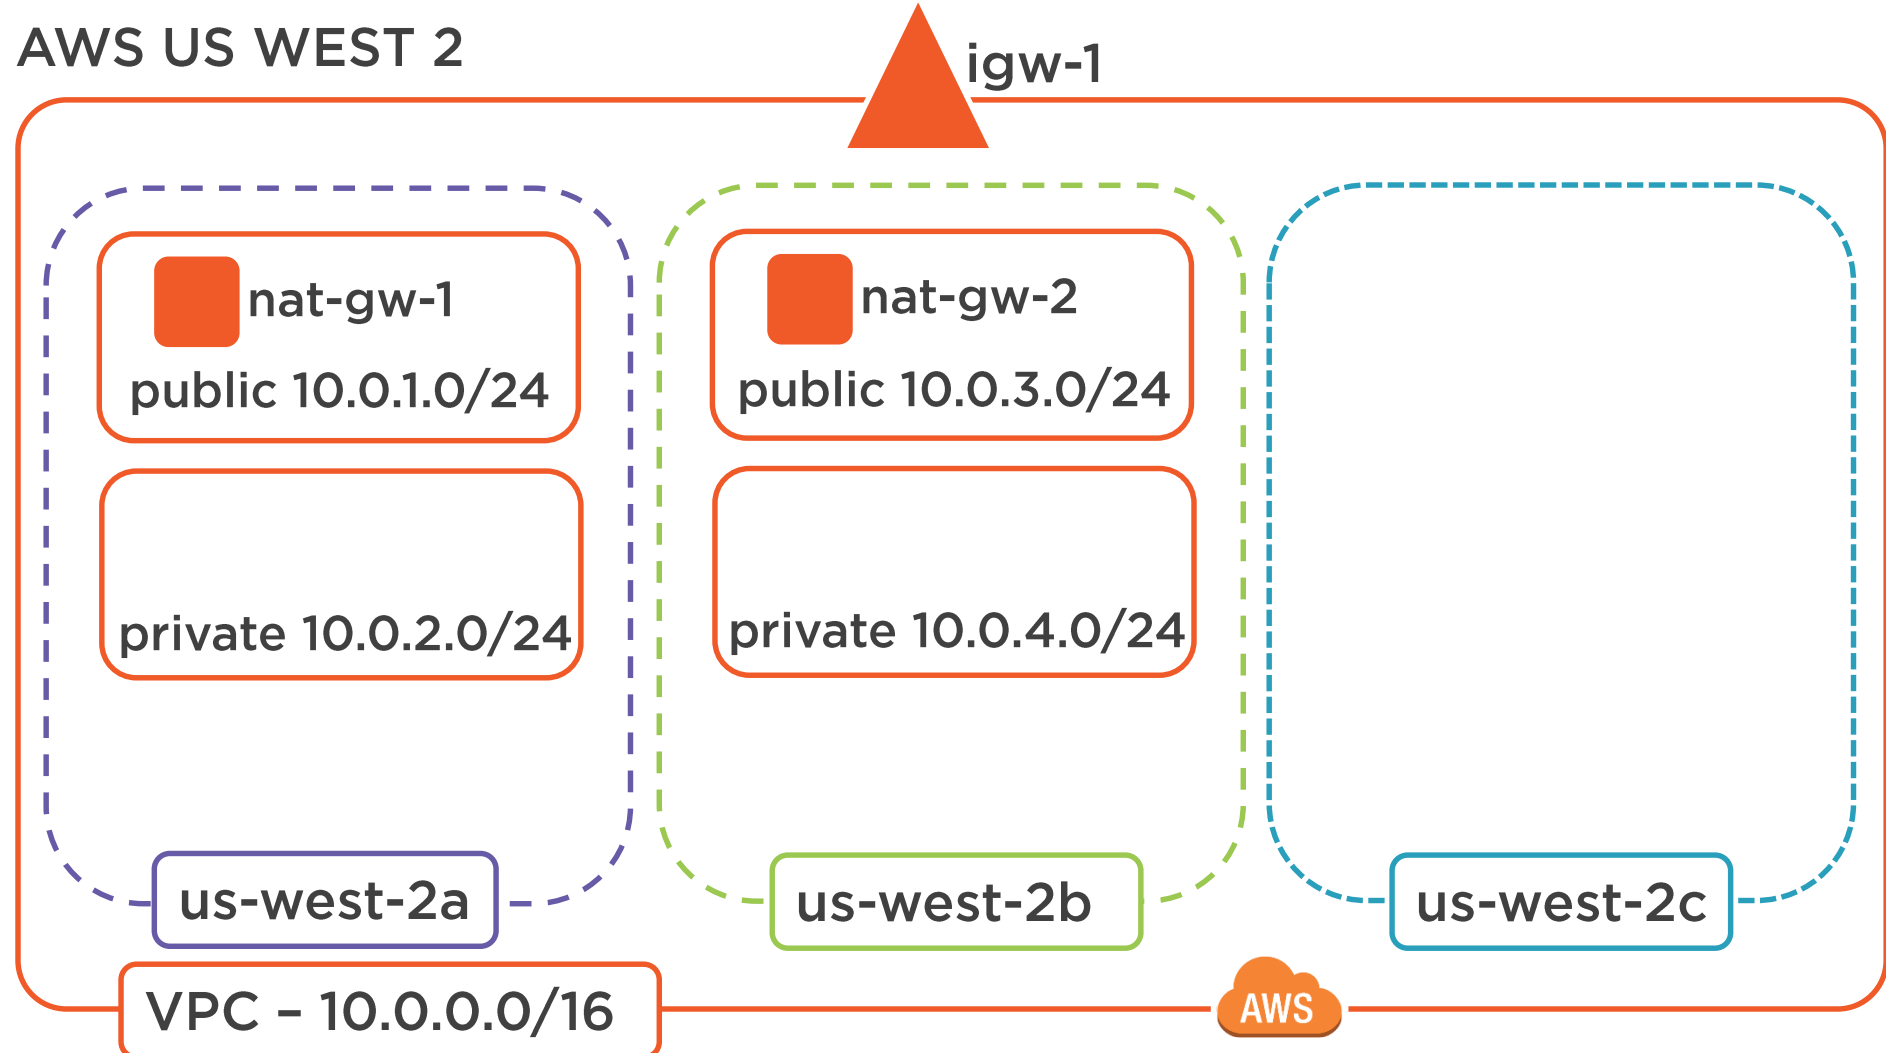 AWS US WEST 2
igw-1
nat-gw-1
public 10.0.1.0/24
private 10.0.2.0/24
us-west-2a
nat-gw-2
public 10.0.3.0/24
private 10.0.4.0/24
us-west-2b
us-west-2c
VPC – 10.0.0.0/16
AWS